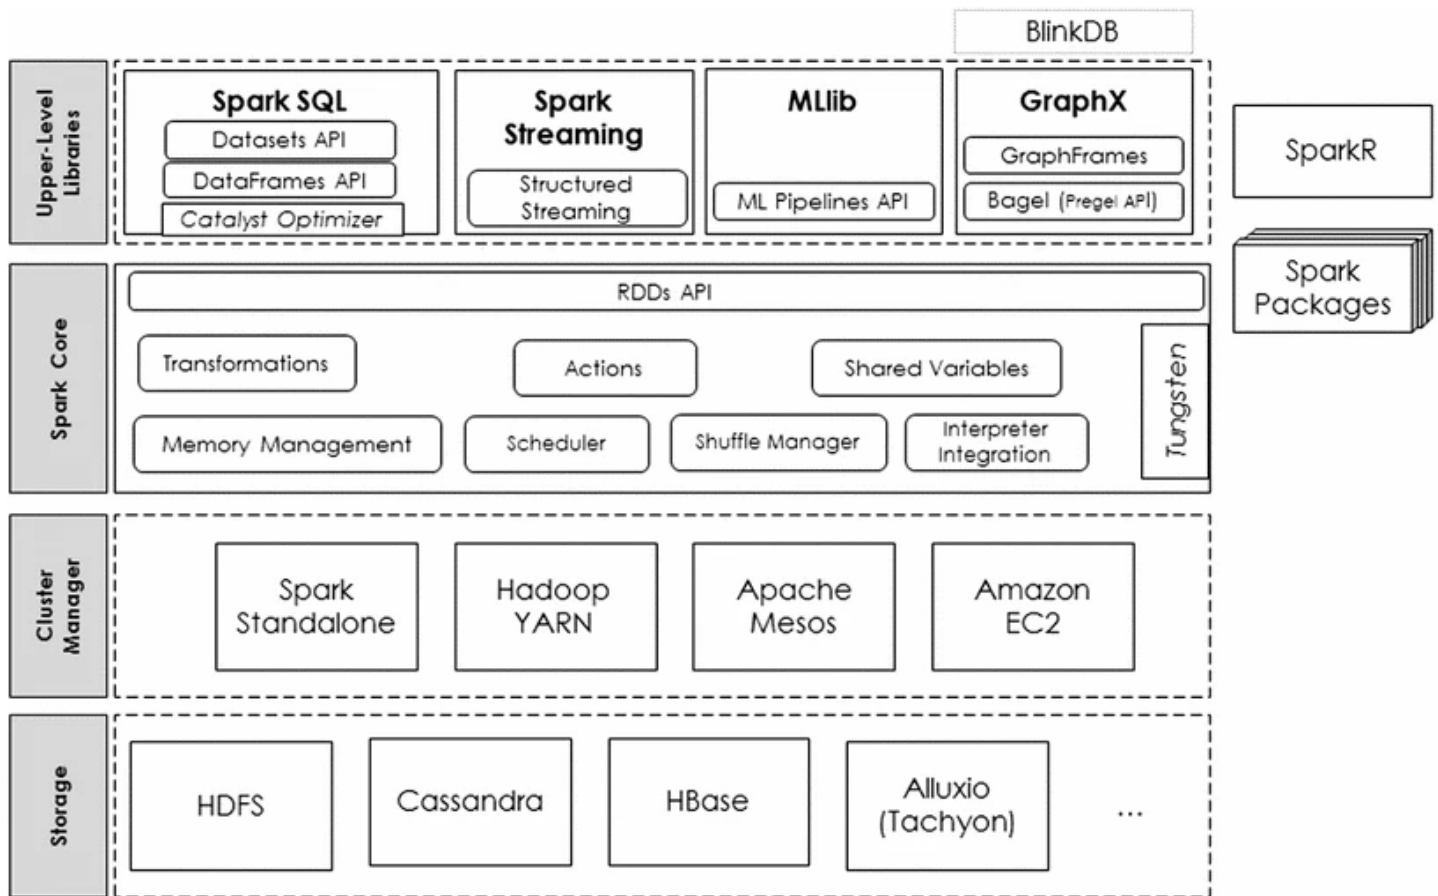 BlinkDB
Upper-Level
Libraries
Spark SQL
Datasets API
DataFrames API
Catalyst Optimizer
Spark
Streaming
Structured
Streaming
MLlib
ML Pipelines API
GraphX
GraphFrames
Bagel (Pregel API)
SparkR
Spark
Packages
Spark Core
RDDs API
Transformations
Actions
Shared Variables
Memory Management
Scheduler
Shuffle Manager
Interpreter
Integration
Tungsten
Cluster
Manager
Spark
Standalone
Hadoop
YARN
Apache
Mesos
Amazon
EC2
Storage
HDFS
Cassandra
HBase
Alluxio
(Tachyon)
...